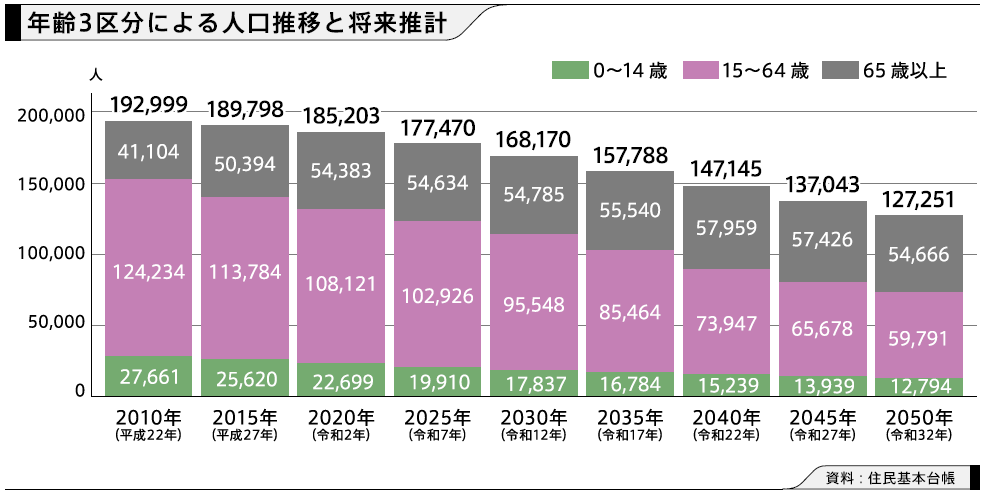 年齢3区分による人口推移と将来推計
人
0～14 歳 15～64 歳 65 歳以上
200,000
150,000
100,000
50,000
0
192,999 189,798 185,203 177,470 168,170 157,788 147,145 137,043 127,251
41,104 50,394 54,383 54,634 54,785 55,540 57,959 57,426 54,666
124,234 113,784 108,121 102,926 95,548 85,464 73,947 65,678 59,791
27,661 25,620 22,699 19,910 17,837 16,784 15,239 13,939 12,794
2010年 2015年 2020年 2025年 2030年 2035年 2040年 2045年 2050年
(平成22年) (平成27年) (令和2年) (令和7年) (令和12年) (令和17年) (令和22年) (令和27年) (令和32年)
資料：住民基本台帳